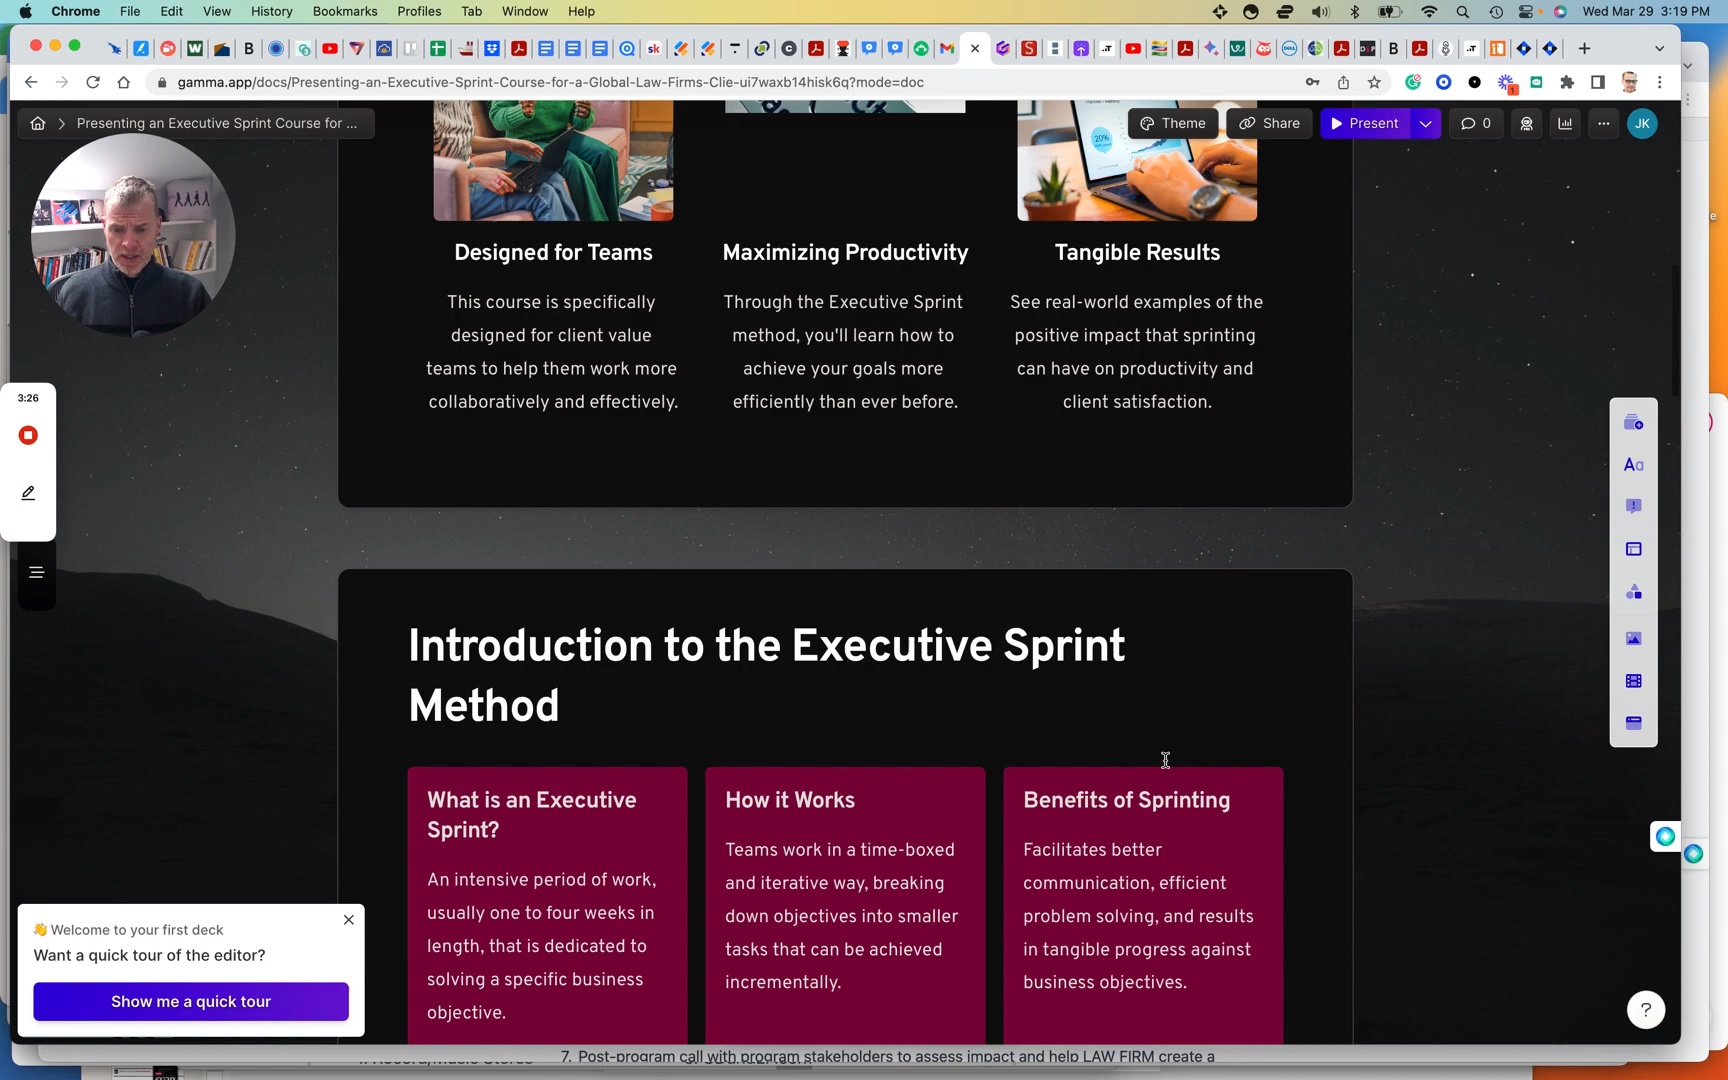 Chrome File Edit View History Bookmarks Profiles Tab Window Help
Wed Mar 29 3:19 PM
gamma.app/docs/Presenting-an-Executive-Sprint-Course-for-a-Global-Law-Firms-Clie-ui7waxb14hisk6q?mode=doc
Presenting an Executive Sprint Course for ...
Theme
Share
Present
0
JK
20%
3:26
Designed for Teams
This course is specifically
designed for client value
teams to help them work more
collaboratively and effectively.
Maximizing Productivity
Through the Executive Sprint
method, you'll learn how to
achieve your goals more
efficiently than ever before.
Tangible Results
See real-world examples of the
positive impact that sprinting
can have on productivity and
client satisfaction.
Aa
Introduction to the Executive Sprint
Method
What is an Executive
Sprint?
An intensive period of work,
usually one to four weeks in
length, that is dedicated to
solving a specific business
objective.
How it Works
Teams work in a time-boxed
and iterative way, breaking
down objectives into smaller
tasks that can be achieved
incrementally.
Benefits of Sprinting
Facilitates better
communication, efficient
problem solving, and results
in tangible progress against
business objectives.
👋 Welcome to your first deck
Want a quick tour of the editor?
Show me a quick tour
?
7. Post-program call with program stakeholders to assess impact and help LAW FIRM create a